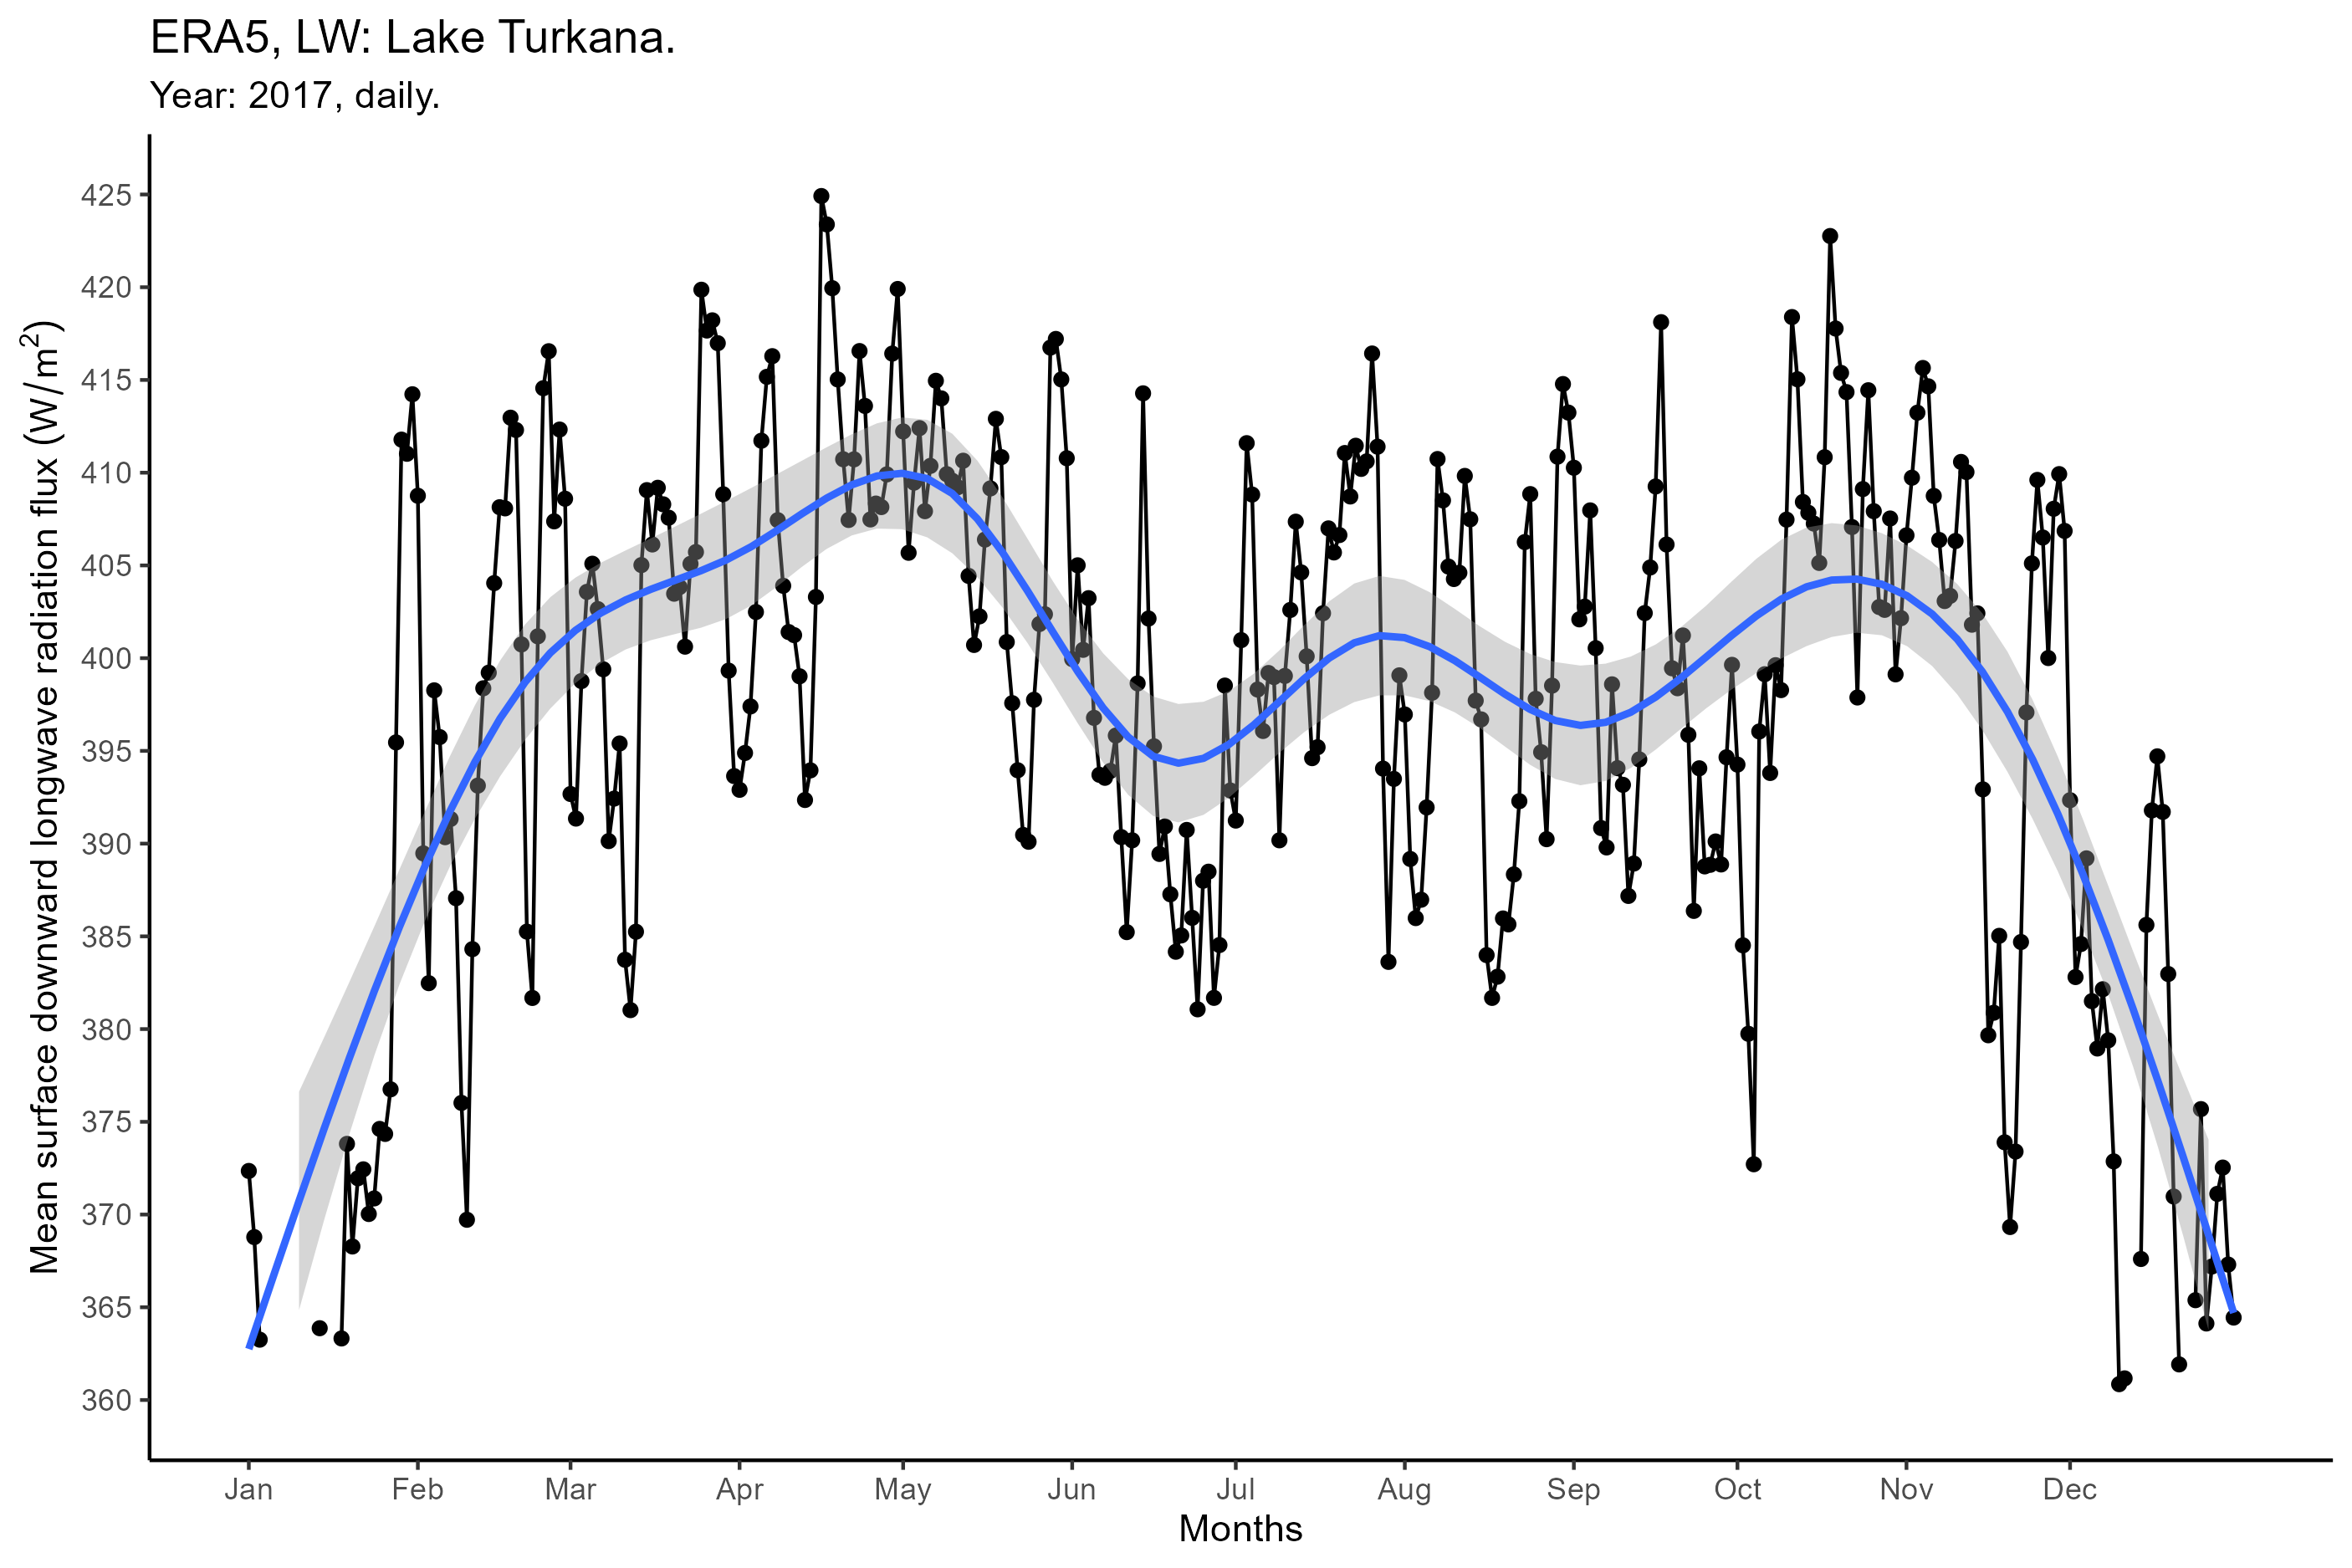 ERA5, LW: Lake Turkana.
Year: 2017, daily.
Mean surface downward longwave radiation flux (W/m²)
425
420
415
410
405
400
395
390
385
380
375
370
365
360
Jan Feb Mar Apr May Jun Jul Aug Sep Oct Nov Dec
Months